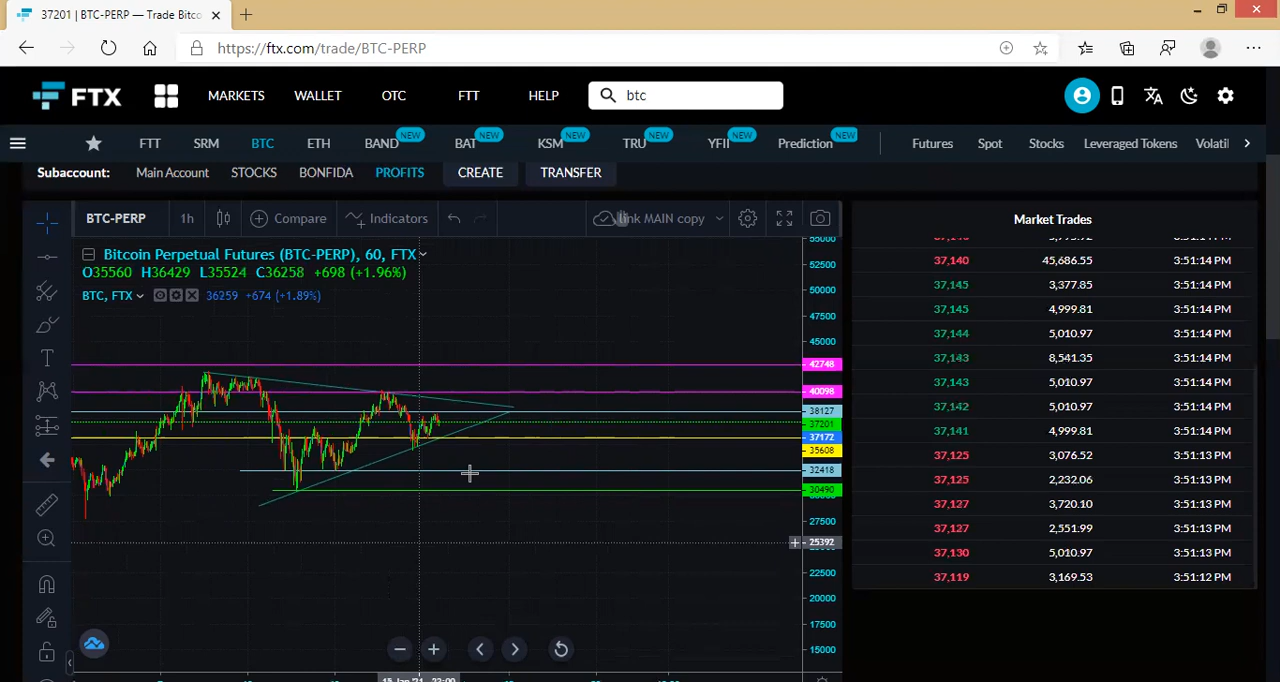 37201 | BTC-PERP — Trade Bitco
https://ftx.com/trade/BTC-PERP
FTX
MARKETS
WALLET
OTC
FTT
HELP
btc
FTT
SRM
BTC
ETH
BAND NEW
BAT NEW
KSM NEW
TRU NEW
YFII NEW
Prediction NEW
Futures
Spot
Stocks
Leveraged Tokens
Volatil
Subaccount:
Main Account
STOCKS
BONFIDA
PROFITS
CREATE
TRANSFER
BTC-PERP
1h
Compare
Indicators
link MAIN copy
Bitcoin Perpetual Futures (BTC-PERP), 60, FTX
O35560 H36429 L35524 C36258 +698 (+1.96%)
BTC, FTX
36259 +674 (+1.89%)
55000
52500
50000
47500
45000
42748
40098
38127
37201
37172
35608
32418
30490
27500
25392
22500
20000
17500
15000
15 Jan '21 22:00
Market Trades
37,140 45,686.55 3:51:14 PM
37,145 3,377.85 3:51:14 PM
37,145 4,999.81 3:51:14 PM
37,144 5,010.97 3:51:14 PM
37,143 8,541.35 3:51:14 PM
37,143 5,010.97 3:51:14 PM
37,142 5,010.97 3:51:14 PM
37,141 4,999.81 3:51:14 PM
37,125 3,076.52 3:51:13 PM
37,125 2,232.06 3:51:13 PM
37,127 3,720.10 3:51:13 PM
37,127 2,551.99 3:51:13 PM
37,130 5,010.97 3:51:13 PM
37,119 3,169.53 3:51:12 PM